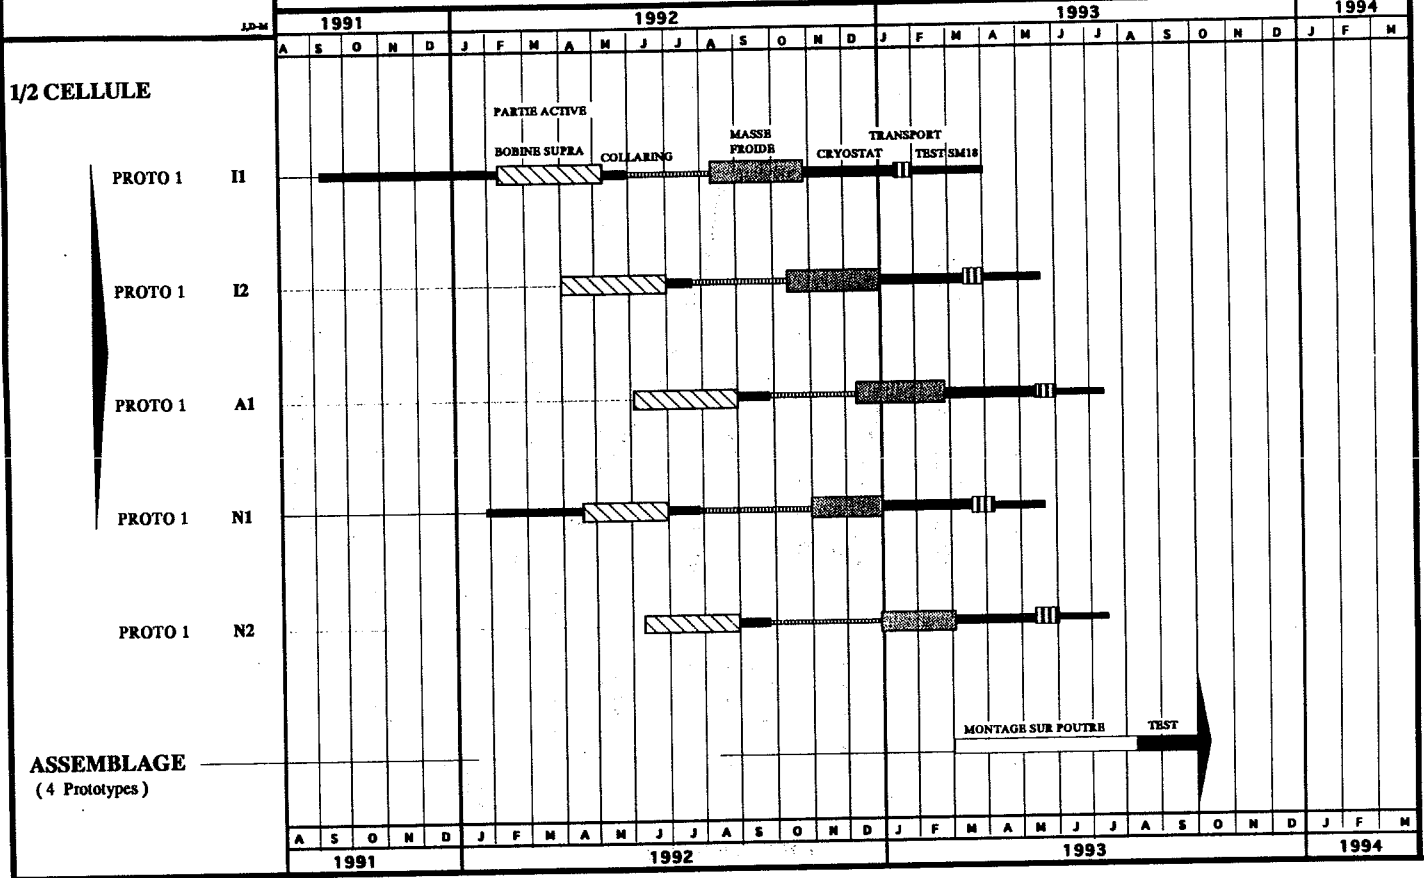 1991 1992 1993 1994
J.D-M
A S O N D J F M A M J J A S O N D J F M A M J J A S O N D J F M
1/2 CELLULE
PARTIE ACTIVE
MASSE TRANSPORT
BOBINE SUPRA COLLARING FROIDE CRYOSTAT TEST SM18
PROTO 1 I1
PROTO 1 I2
PROTO 1 A1
PROTO 1 N1
PROTO 1 N2
MONTAGE SUR POUTRE TEST
ASSEMBLAGE
( 4 Prototypes )
A S O N D J F M A M J J A S O N D J F M A M J J A S O N D J F M
1991 1992 1993 1994